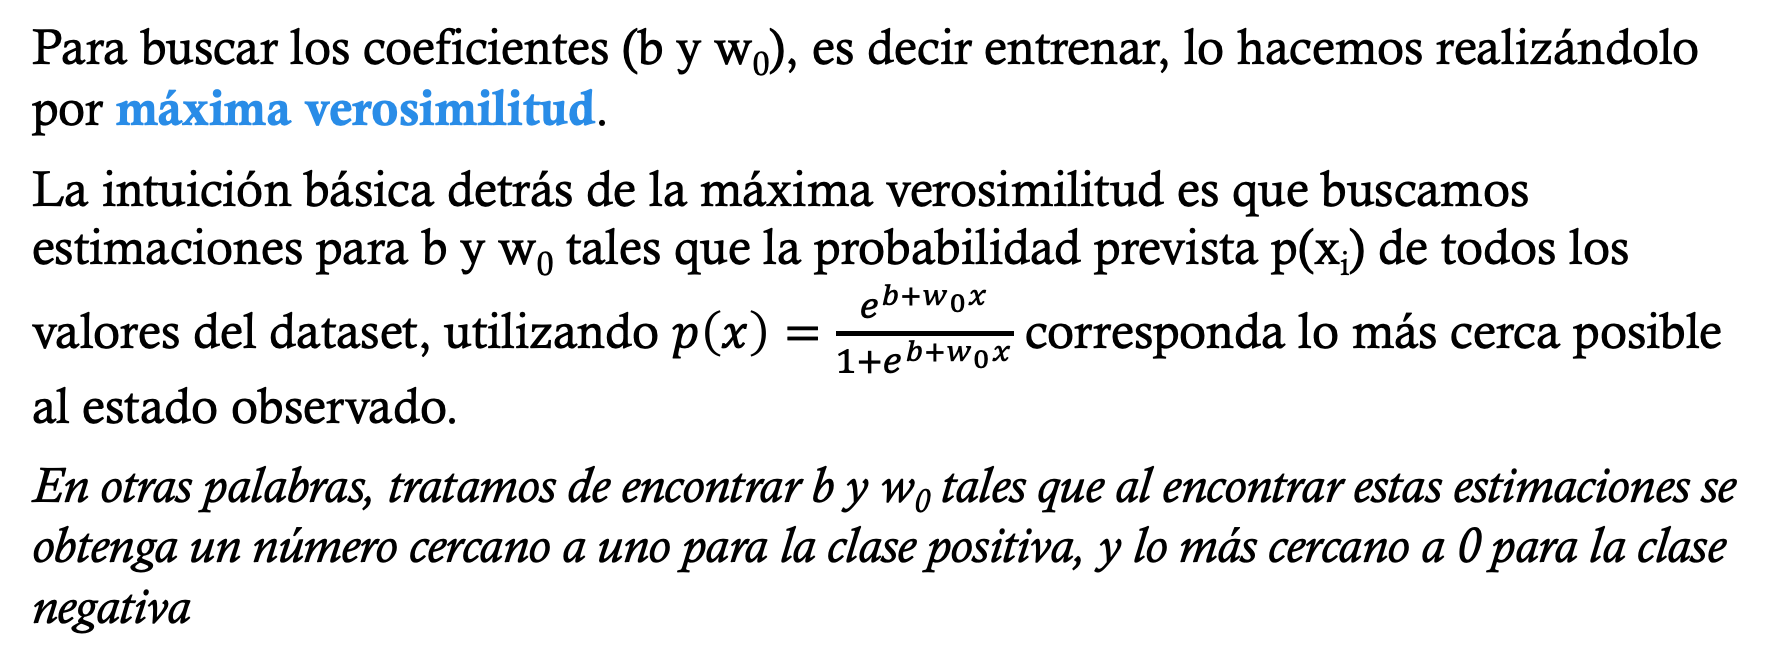 Para buscar los coeficientes (b y w₀), es decir entrenar, lo hacemos realizándolo
por máxima verosimilitud.
La intuición básica detrás de la máxima verosimilitud es que buscamos
estimaciones para b y w₀ tales que la probabilidad prevista p(xᵢ) de todos los
valores del dataset, utilizando p(x) = e^{b+w₀x} / (1+e^{b+w₀x}) corresponda lo más cerca posible
al estado observado.
En otras palabras, tratamos de encontrar b y w₀ tales que al encontrar estas estimaciones se
obtenga un número cercano a uno para la clase positiva, y lo más cercano a 0 para la clase
negativa